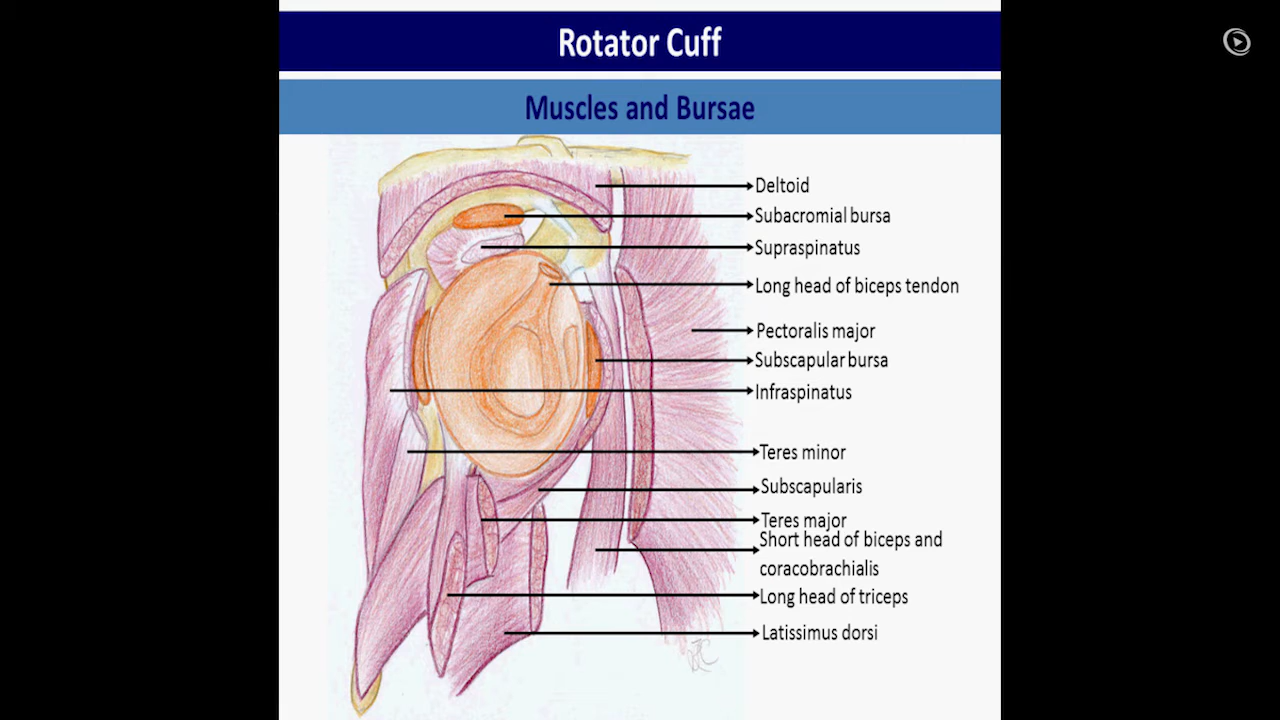 Rotator Cuff
Muscles and Bursae
Deltoid
Subacromial bursa
Supraspinatus
Long head of biceps tendon
Pectoralis major
Subscapular bursa
Infraspinatus
Teres minor
Subscapularis
Teres major
Short head of biceps and
coracobrachialis
Long head of triceps
Latissimus dorsi